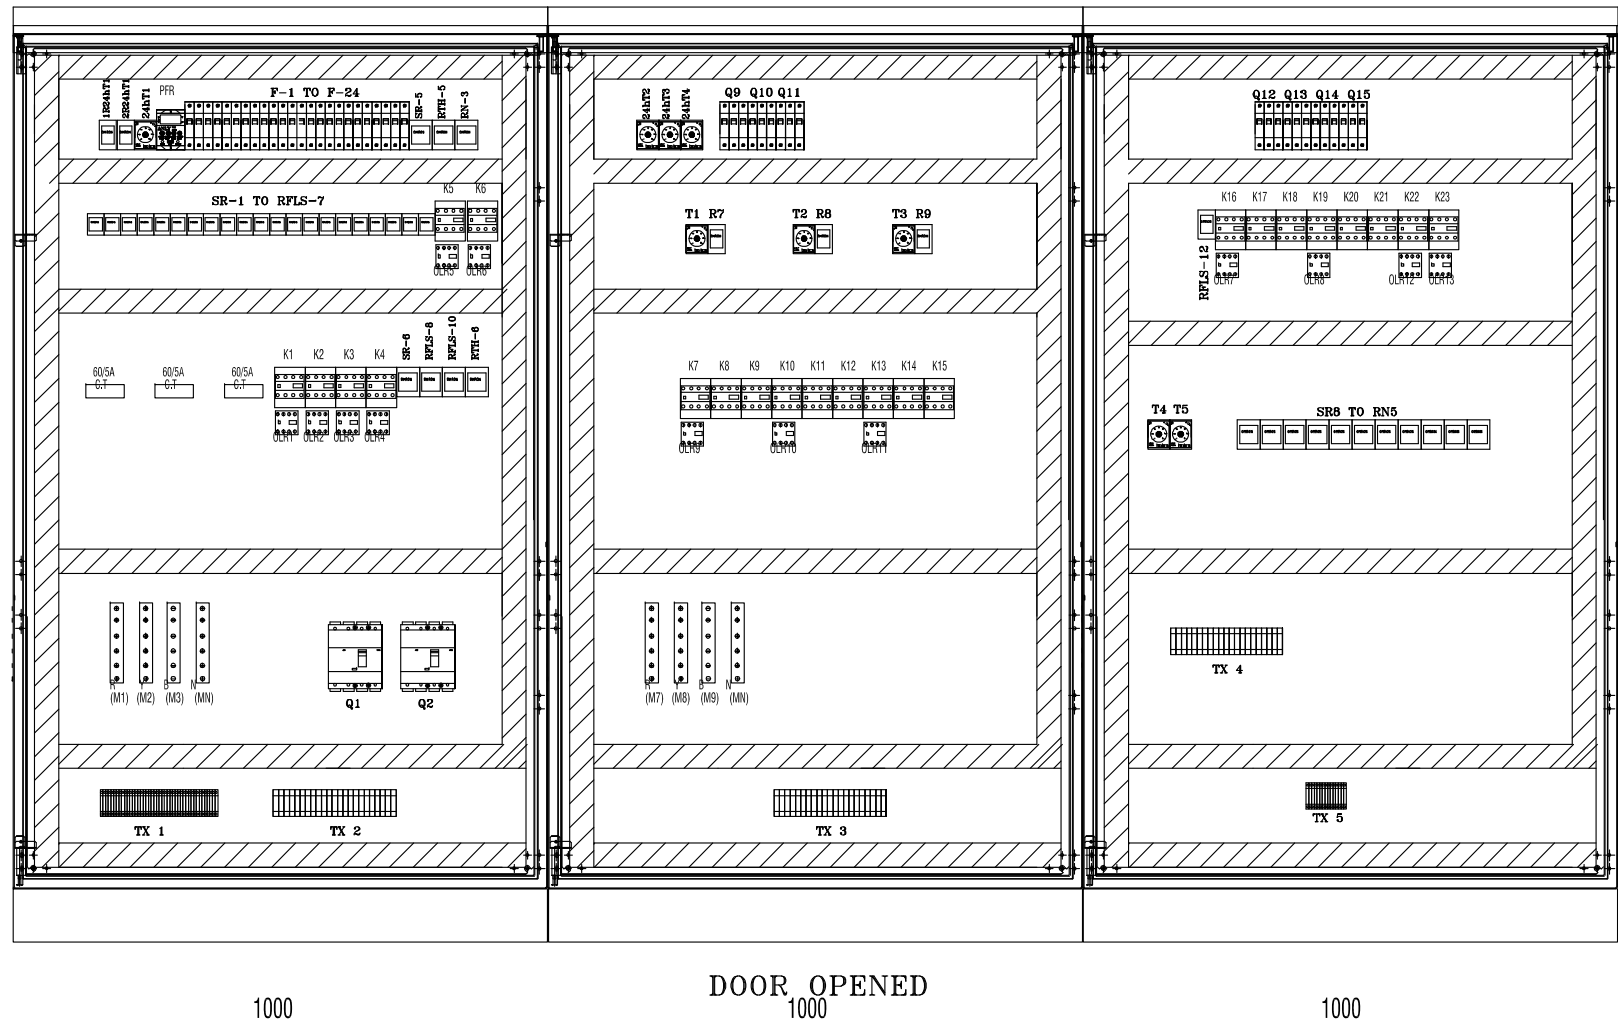 1R24hT1
2R24hT1
24hT1
PFR
F-1 TO F-24
SR-5
RTH-5
RN-3
SR-1 TO RFLS-7
K5 K6
OLR5 OLR6
60/5A
C.T
60/5A
C.T
60/5A
C.T
K1 K2 K3 K4
SR-6
RFLS-8
RFLS-10
RTH-6
OLR1 OLR2 OLR3 OLR4
R Y B N
(M1) (M2) (M3) (MN)
Q1 Q2
TX 1 TX 2
24hT2
24hT3
24hT4
Q9 Q10 Q11
T1 R7 T2 R8 T3 R9
K7 K8 K9 K10 K11 K12 K13 K14 K15
OLR9 OLR10 OLR11
R Y B N
(M7) (M8) (M9) (MN)
TX 3
Q12 Q13 Q14 Q15
K16 K17 K18 K19 K20 K21 K22 K23
RFLS-12
OLR7 OLR8 OLR12 OLR13
T4 T5
SR8 TO RN5
TX 4
TX 5
DOOR OPENED
1000 1000 1000